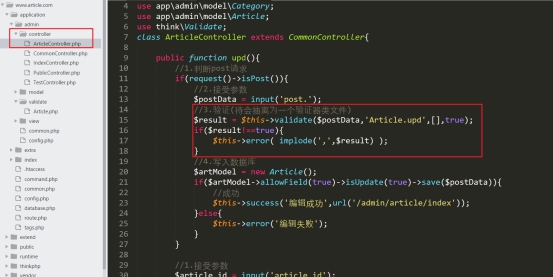 www.article.com
application
admin
controller
ArticleController.php
CommonController.php
IndexController.php
PublicController.php
TestController.php
model
validate
Article.php
view
common.php
config.php
extra
index
.htaccess
command.php
common.php
config.php
database.php
route.php
tags.php
extend
public
runtime
thinkphp
vendor
4 use app\admin\model\Category;
5 use app\admin\model\Article;
6 use think\Validate;
7 class ArticleController extends CommonController{
8
9 public function upd(){
10 //1.判断post请求
11 if(request()->isPost()){
12 //2.接受参数
13 $postData = input('post.');
14 //3.验证(待会抽离为一个验证器类文件)
15 $result = $this->validate($postData,'Article.upd',[],true);
16 if($result!==true){
17 $this->error( implode(',',$result) );
18 }
19 //4.写入数据库
20 $artModel = new Article();
21 if($artModel->allowField(true)->isUpdate(true)->save($postData)){
22 //成功
23 $this->success('编辑成功',url('/admin/article/index'));
24 }else{
25 $this->error('编辑失败');
26 }
27 }
28
29 //1.接受参数
30 $article_id = input('article_id');